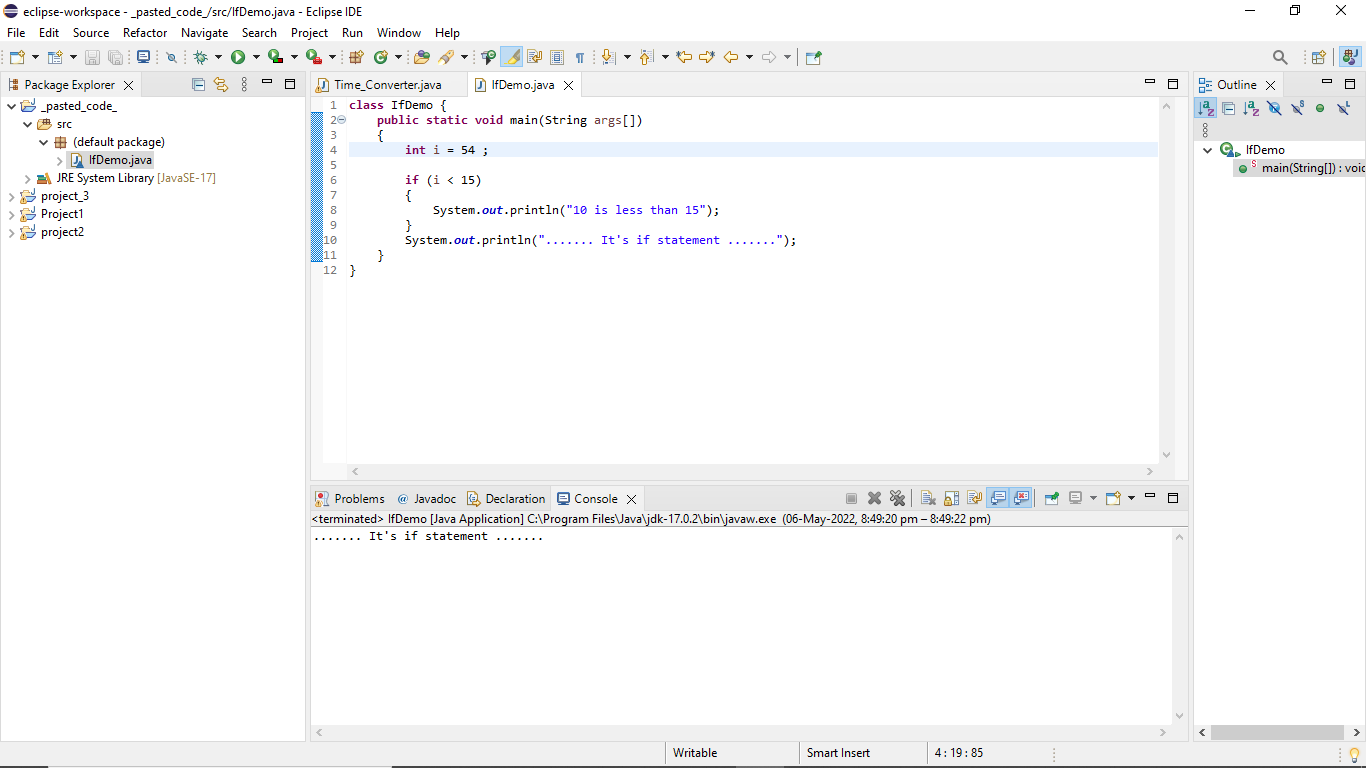 eclipse-workspace - _pasted_code_/src/IfDemo.java - Eclipse IDE
File Edit Source Refactor Navigate Search Project Run Window Help
Package Explorer
_pasted_code_
src
(default package)
IfDemo.java
JRE System Library [JavaSE-17]
project_3
Project1
project2
Time_Converter.java IfDemo.java
1 class IfDemo {
2 public static void main(String args[])
3 {
4 int i = 54 ;
5
6 if (i < 15)
7 {
8 System.out.println("10 is less than 15");
9 }
10 System.out.println("....... It's if statement .......");
11 }
12 }
Outline
IfDemo
main(String[]) : void
Problems @ Javadoc Declaration Console
<terminated> IfDemo [Java Application] C:\Program Files\Java\jdk-17.0.2\bin\javaw.exe (06-May-2022, 8:49:20 pm – 8:49:22 pm)
....... It's if statement .......
Writable Smart Insert 4 : 19 : 85